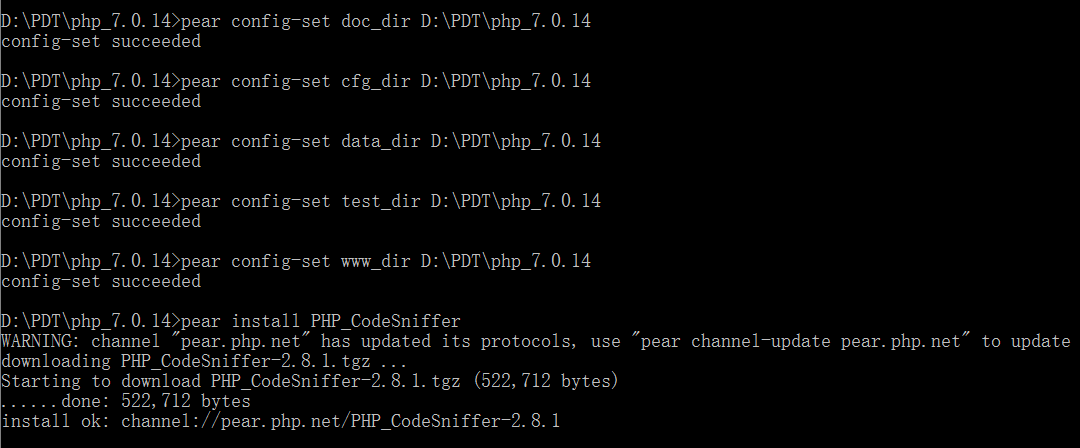 D:\PDT\php_7.0.14>pear config-set doc_dir D:\PDT\php_7.0.14
config-set succeeded
D:\PDT\php_7.0.14>pear config-set cfg_dir D:\PDT\php_7.0.14
config-set succeeded
D:\PDT\php_7.0.14>pear config-set data_dir D:\PDT\php_7.0.14
config-set succeeded
D:\PDT\php_7.0.14>pear config-set test_dir D:\PDT\php_7.0.14
config-set succeeded
D:\PDT\php_7.0.14>pear config-set www_dir D:\PDT\php_7.0.14
config-set succeeded
D:\PDT\php_7.0.14>pear install PHP_CodeSniffer
WARNING: channel "pear.php.net" has updated its protocols, use "pear channel-update pear.php.net" to update
downloading PHP_CodeSniffer-2.8.1.tgz ...
Starting to download PHP_CodeSniffer-2.8.1.tgz (522,712 bytes)
......done: 522,712 bytes
install ok: channel://pear.php.net/PHP_CodeSniffer-2.8.1